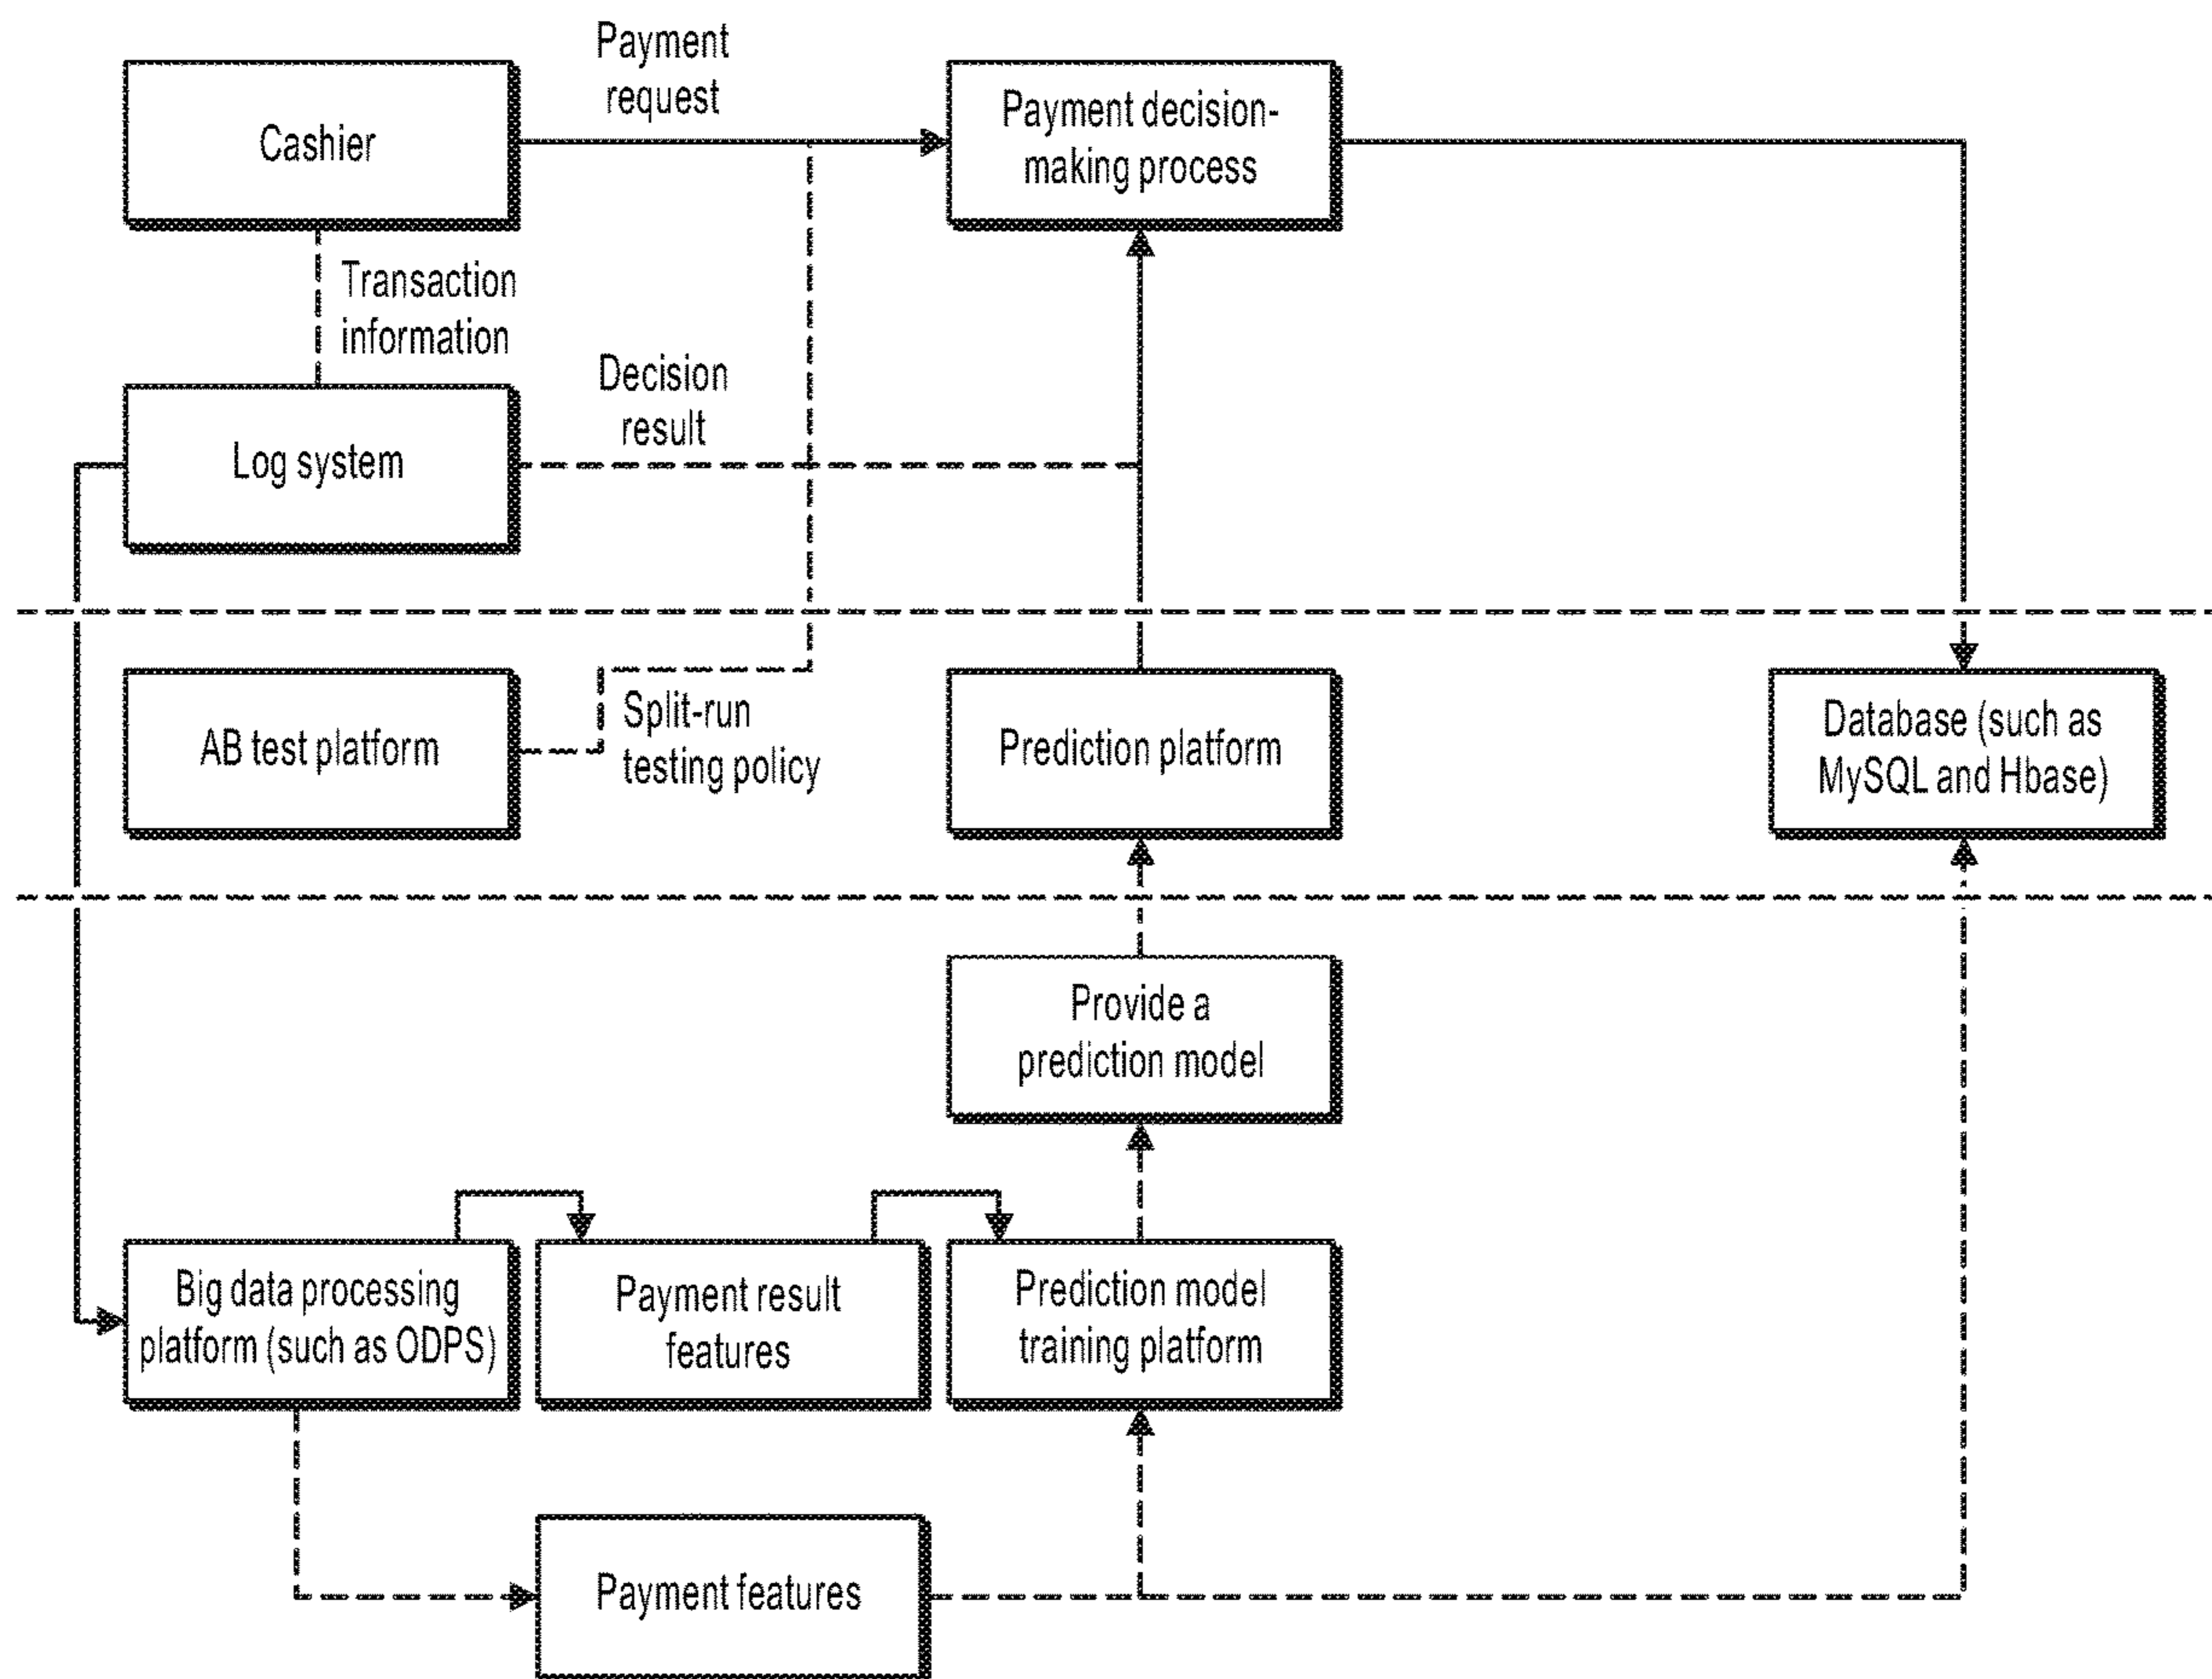 Payment
request
Cashier
Payment decision-
making process
Transaction
information
Decision
result
Log system
AB test platform
Split-run
testing policy
Prediction platform
Database (such as
MySQL and Hbase)
Provide a
prediction model
Big data processing
platform (such as ODPS)
Payment result
features
Prediction model
training platform
Payment features